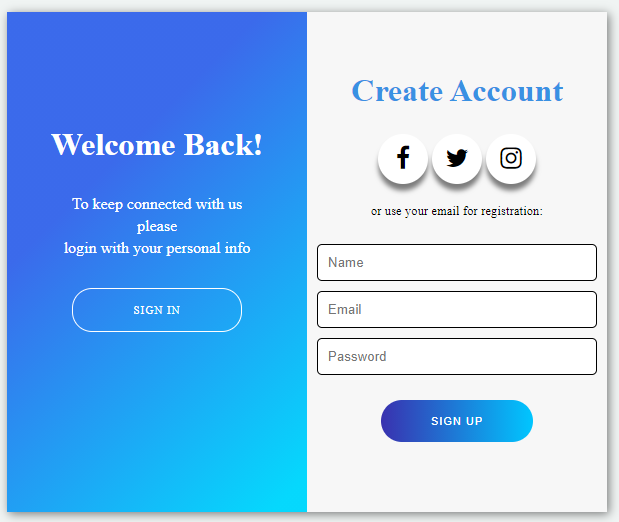 Welcome Back!
To keep connected with us
please
login with your personal info
SIGN IN
Create Account
or use your email for registration:
Name
Email
Password
SIGN UP